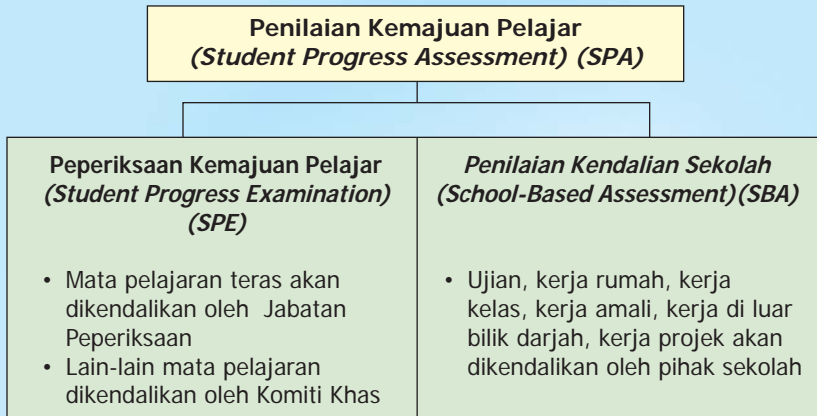 Penilaian Kemajuan Pelajar
(Student Progress Assessment) (SPA)
Peperiksaan Kemajuan Pelajar
(Student Progress Examination)
(SPE)
• Mata pelajaran teras akan
dikendalikan oleh Jabatan
Peperiksaan
• Lain-lain mata pelajaran
dikendalikan oleh Komiti Khas
Penilaian Kendalian Sekolah
(School-Based Assessment)(SBA)
• Ujian, kerja rumah, kerja
kelas, kerja amali, kerja di luar
bilik darjah, kerja projek akan
dikendalikan oleh pihak sekolah